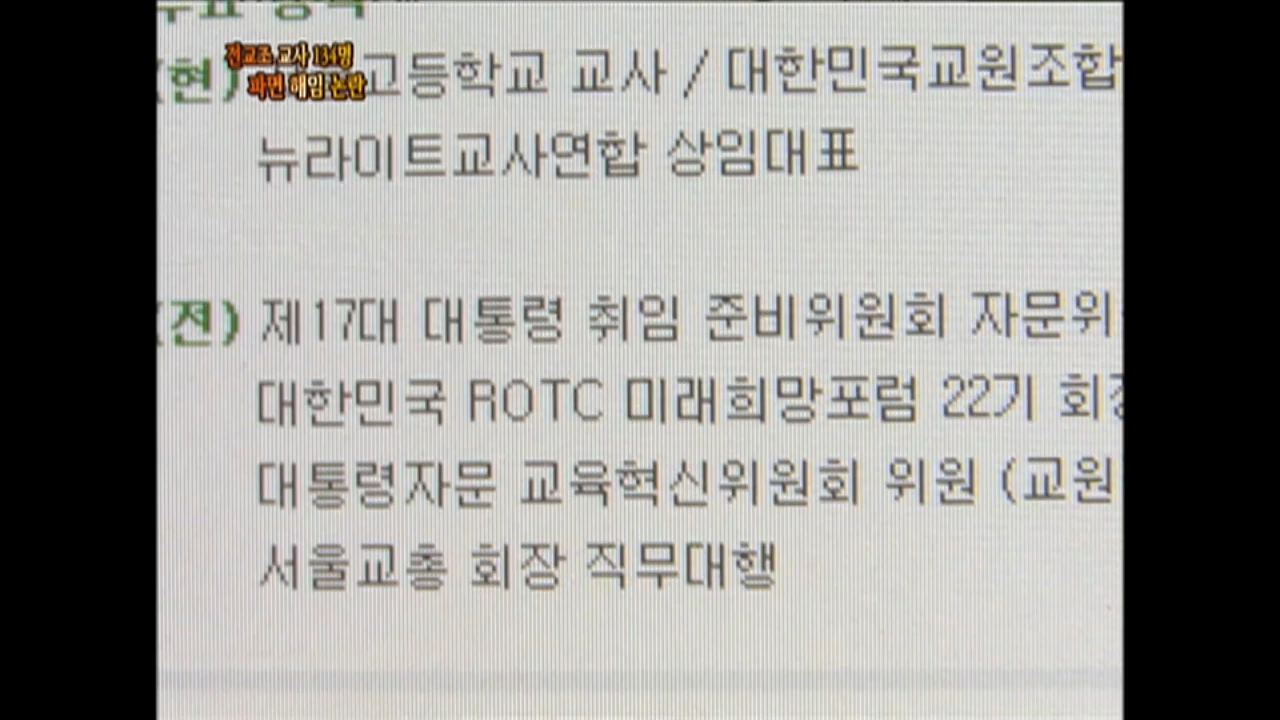 전교조 교사 134명
파면 해임 논란
(현) 고등학교 교사 / 대한민국교원조합
뉴라이트교사연합 상임대표
(전) 제17대 대통령 취임 준비위원회 자문위
대한민국 ROTC 미래희망포럼 22기 회장
대통령자문 교육혁신위원회 위원 (교원
서울교총 회장 직무대행